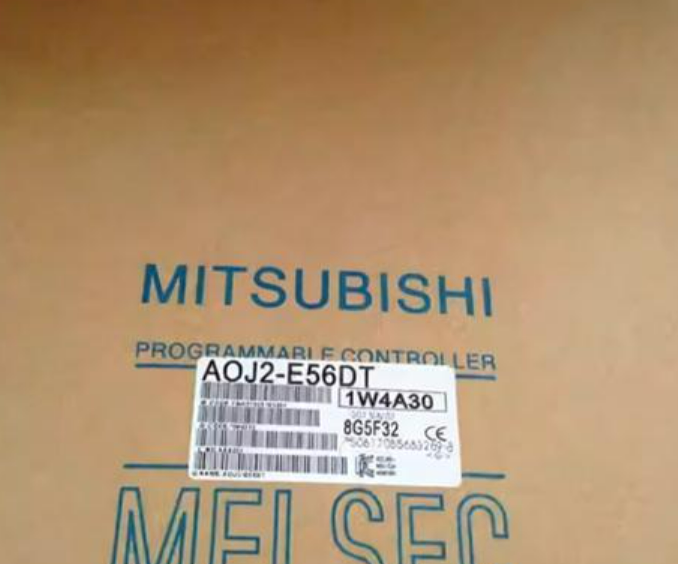 MITSUBISHI
PROGRAMMABLE CONTROLLER
AOJ2-E56DT
1W4A30
8G5F32
CE
MELSEC